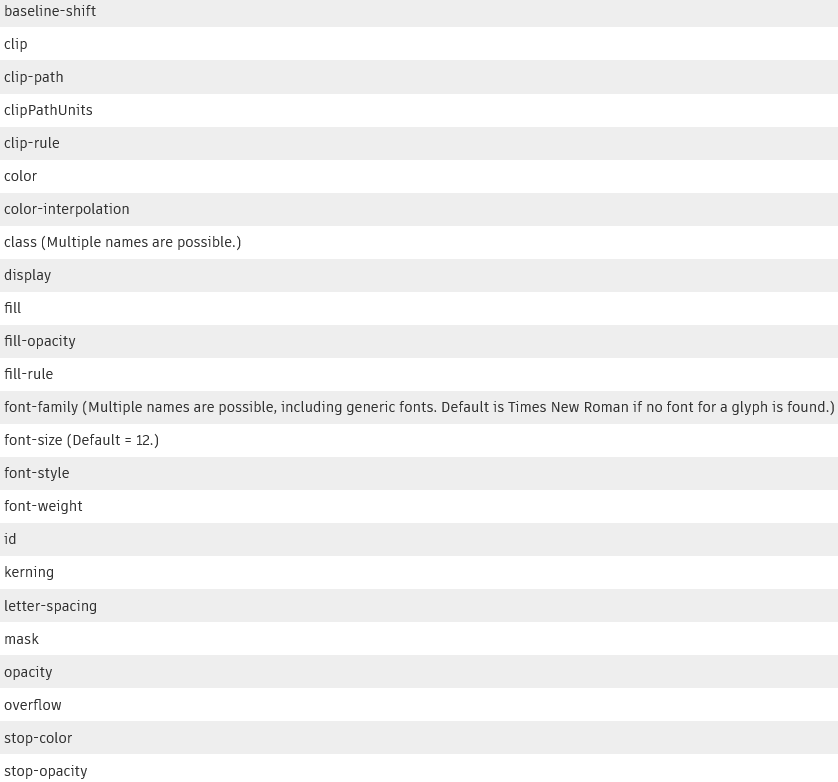 baseline-shift
clip
clip-path
clipPathUnits
clip-rule
color
color-interpolation
class (Multiple names are possible.)
display
fill
fill-opacity
fill-rule
font-family (Multiple names are possible, including generic fonts. Default is Times New Roman if no font for a glyph is found.)
font-size (Default = 12.)
font-style
font-weight
id
kerning
letter-spacing
mask
opacity
overflow
stop-color
stop-opacity